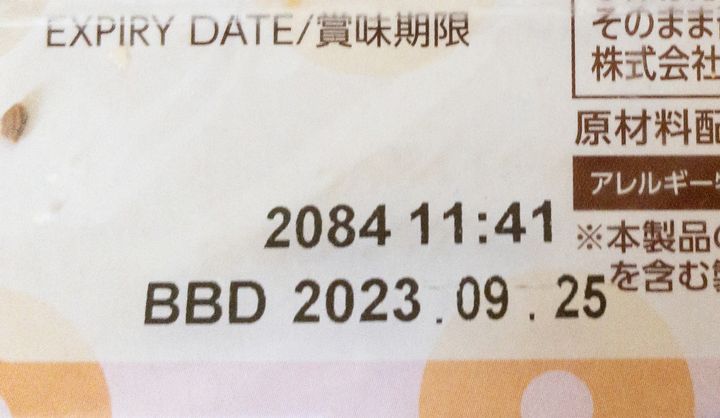 EXPIRY DATE/賞味期限
そのまま
株式会社
原材料配
アレルギー
※本製品の
を含む
2084 11:41
BBD 2023.09.25